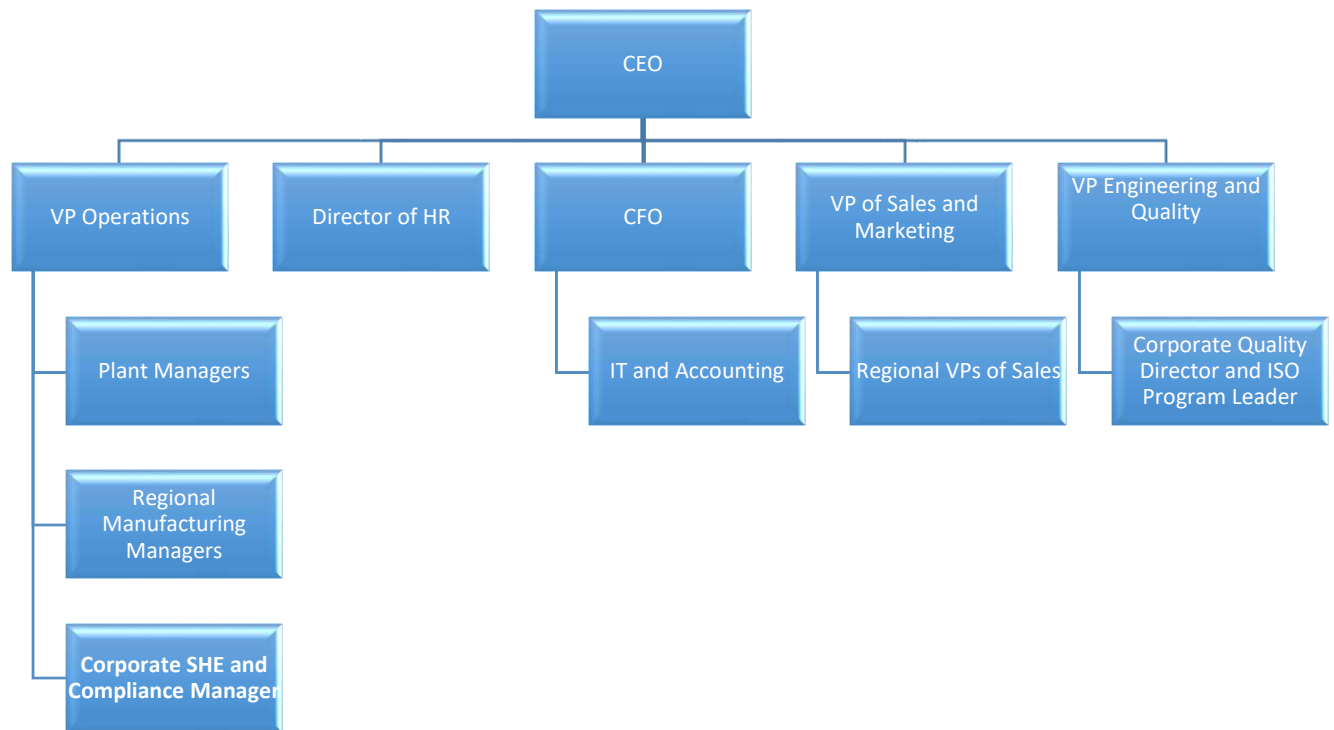 CEO
VP Operations
Director of HR
CFO
VP of Sales and
Marketing
VP Engineering and
Quality
Plant Managers
IT and Accounting
Regional VPs of Sales
Corporate Quality
Director and ISO
Program Leader
Regional
Manufacturing
Managers
Corporate SHE and
Compliance Manager